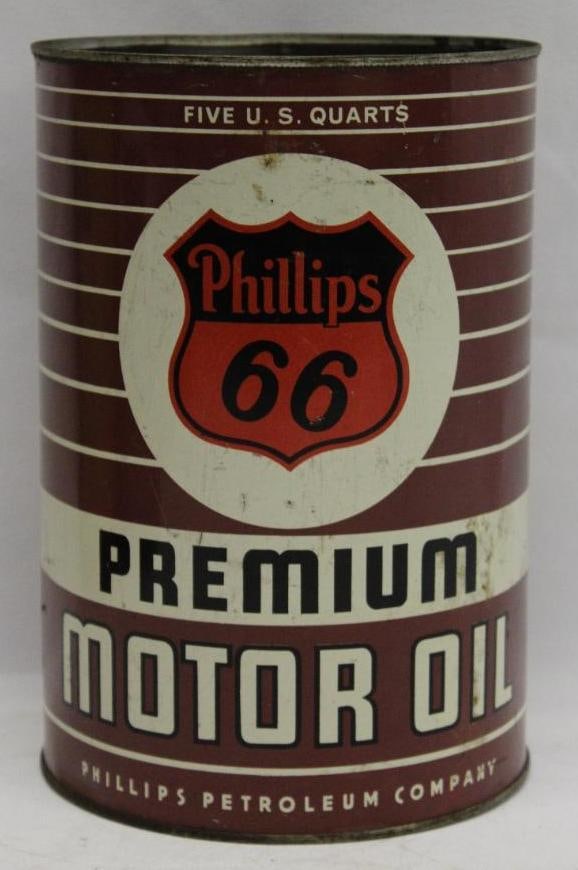 FIVE U. S. QUARTS
Phillips
66
PREMIUM
MOTOR OIL
PHILLIPS PETROLEUM COMPANY